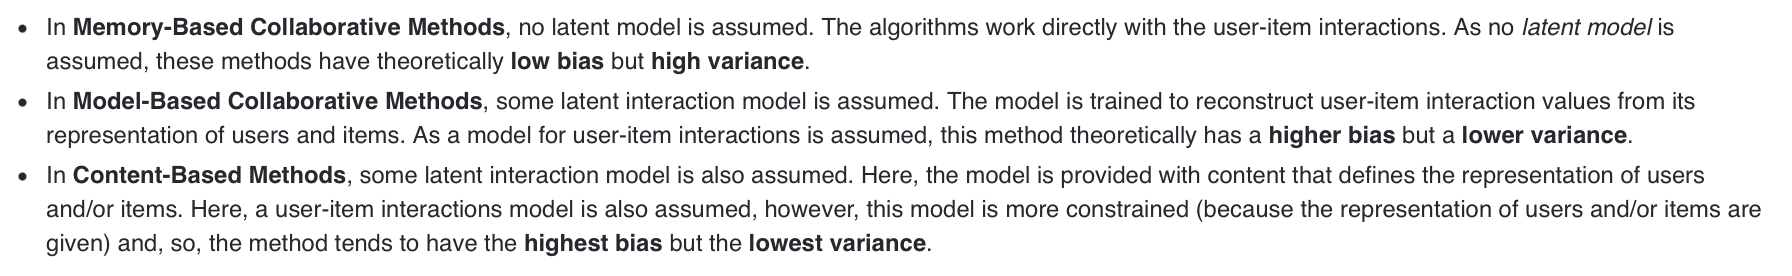 • In Memory-Based Collaborative Methods, no latent model is assumed. The algorithms work directly with the user-item interactions. As no latent model is
assumed, these methods have theoretically low bias but high variance.
• In Model-Based Collaborative Methods, some latent interaction model is assumed. The model is trained to reconstruct user-item interaction values from its
representation of users and items. As a model for user-item interactions is assumed, this method theoretically has a higher bias but a lower variance.
• In Content-Based Methods, some latent interaction model is also assumed. Here, the model is provided with content that defines the representation of users
and/or items. Here, a user-item interactions model is also assumed, however, this model is more constrained (because the representation of users and/or items are
given) and, so, the method tends to have the highest bias but the lowest variance.